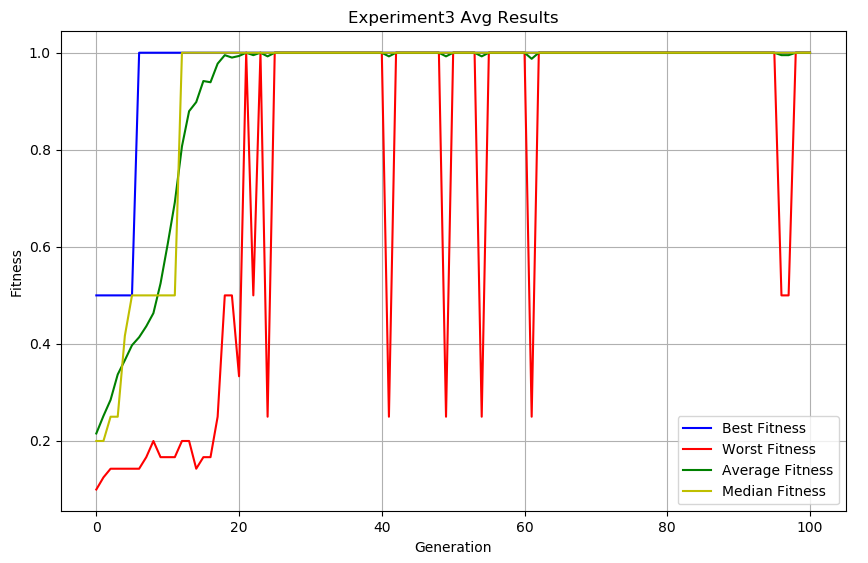 Experiment3 Avg Results
1.0
0.8
0.6
0.4
0.2
Fitness
0
20
40
60
80
100
Generation
Best Fitness
Worst Fitness
Average Fitness
Median Fitness